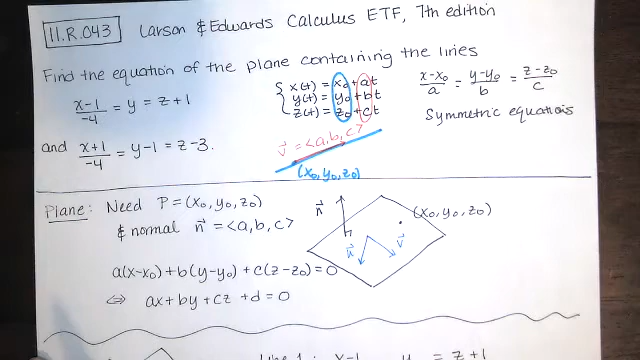 11.R.043 Larson & Edwards Calculus ETF, 7th edition
Find the equation of the plane containing the lines
(x-1)/-4 = y = z+1
and (x+1)/-4 = y-1 = z-3.
{ x(t) = x₀+at
y(t) = y₀+bt
z(t) = z₀+ct
(x-x₀)/a = (y-y₀)/b = (z-z₀)/c
Symmetric equations
v⃗ = <a,b,c>
(x₀,y₀,z₀)
Plane: Need P=(x₀,y₀,z₀)
& normal n⃗ = <a,b,c>
a(x-x₀)+b(y-y₀)+c(z-z₀)=0
⇔ ax+by+cz+d=0
n⃗
(x₀,y₀,z₀)
u⃗
v⃗
Line 1: x-1 y z+1